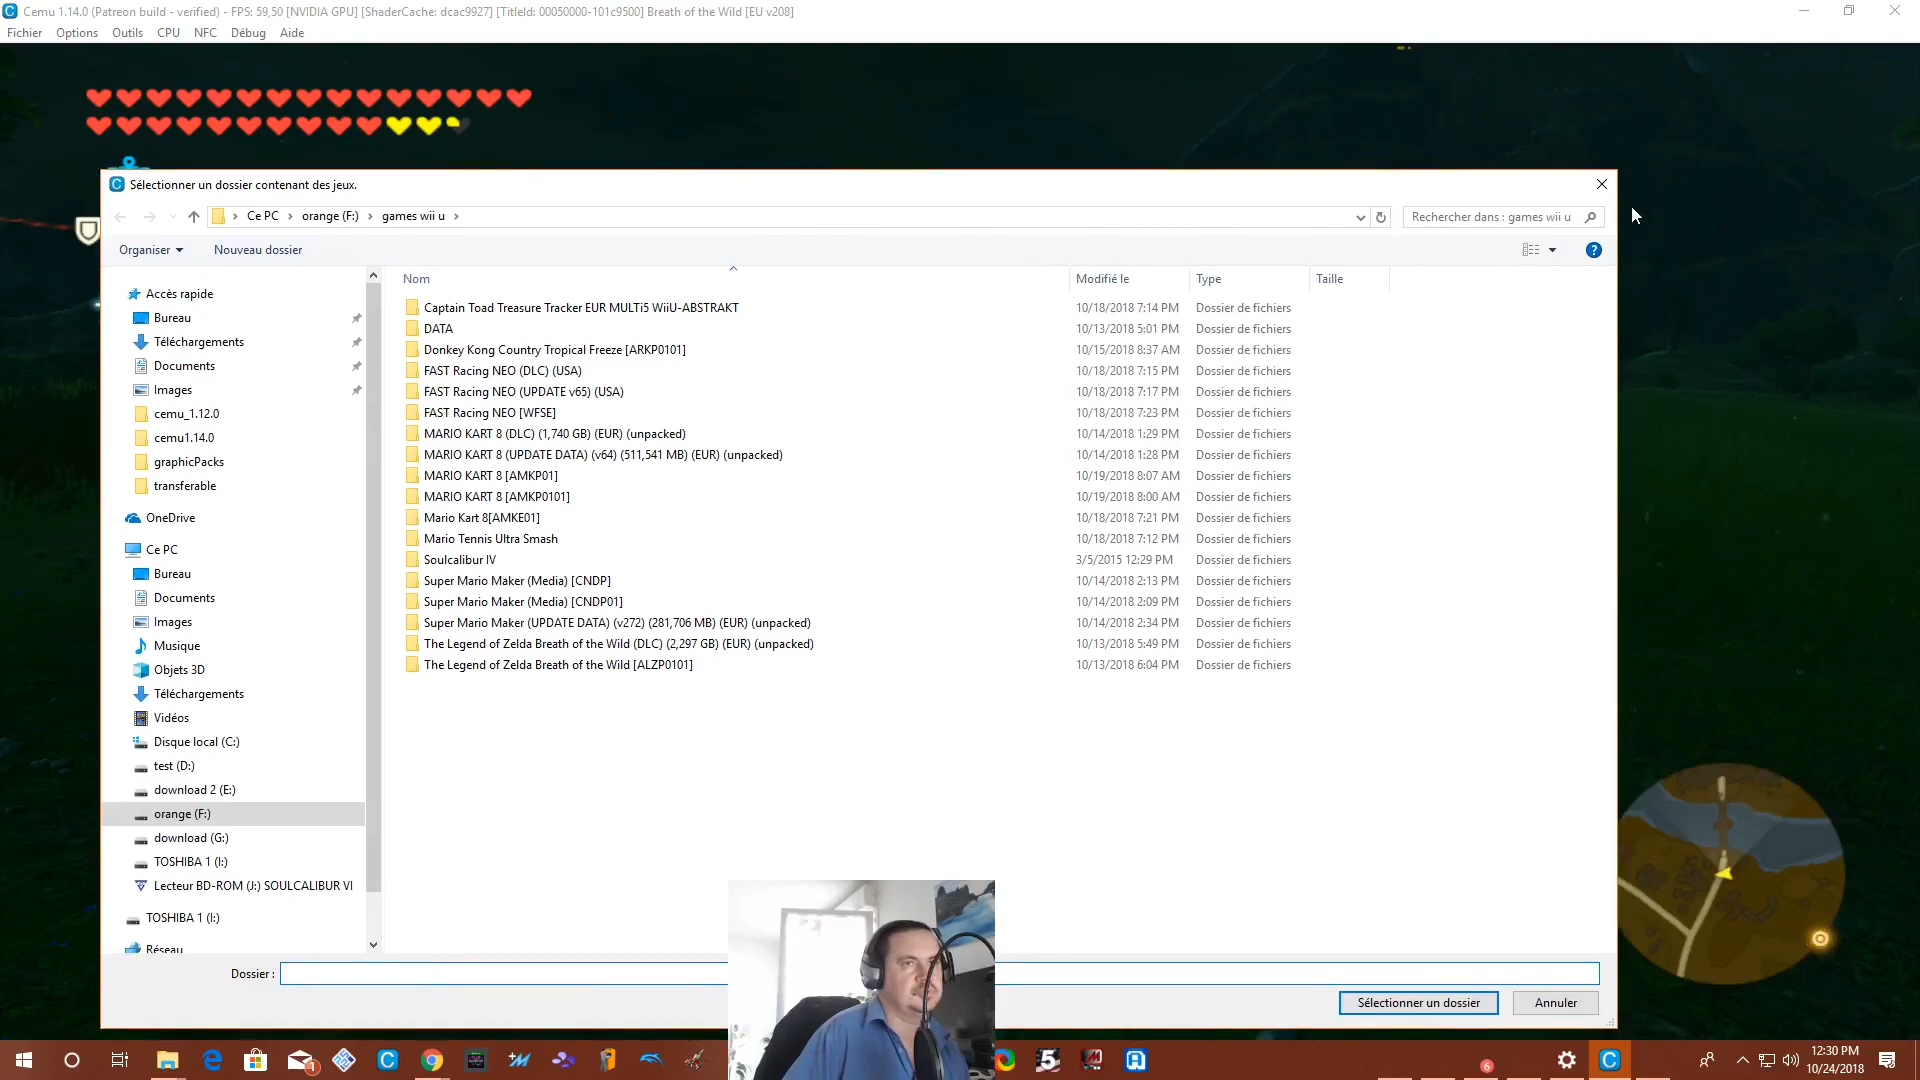 Cemu 1.14.0 (Patreon build - verified) - FPS: 59,50 [NVIDIA GPU] [ShaderCache: dcac9927] [TitleId: 00050000-101c9500] Breath of the Wild [EU v208]
Fichier Options Outils CPU NFC Débug Aide
Sélectionner un dossier contenant des jeux.
Ce PC orange (F:) games wii u
Rechercher dans : games wii u
Organiser Nouveau dossier
Nom Modifié le Type Taille
Accès rapide
Bureau
Téléchargements
Documents
Images
cemu_1.12.0
cemu1.14.0
graphicPacks
transferable
OneDrive
Ce PC
Bureau
Documents
Images
Musique
Objets 3D
Téléchargements
Vidéos
Disque local (C:)
test (D:)
download 2 (E:)
orange (F:)
download (G:)
TOSHIBA 1 (I:)
Lecteur BD-ROM (J:) SOULCALIBUR VI
TOSHIBA 1 (I:)
Réseau
Captain Toad Treasure Tracker EUR MULTi5 WiiU-ABSTRAKT 10/18/2018 7:14 PM Dossier de fichiers
DATA 10/13/2018 5:01 PM Dossier de fichiers
Donkey Kong Country Tropical Freeze [ARKP0101] 10/15/2018 8:37 AM Dossier de fichiers
FAST Racing NEO (DLC) (USA) 10/18/2018 7:15 PM Dossier de fichiers
FAST Racing NEO (UPDATE v65) (USA) 10/18/2018 7:17 PM Dossier de fichiers
FAST Racing NEO [WFSE] 10/18/2018 7:23 PM Dossier de fichiers
MARIO KART 8 (DLC) (1,740 GB) (EUR) (unpacked) 10/14/2018 1:29 PM Dossier de fichiers
MARIO KART 8 (UPDATE DATA) (v64) (511,541 MB) (EUR) (unpacked) 10/14/2018 1:28 PM Dossier de fichiers
MARIO KART 8 [AMKP01] 10/19/2018 8:07 AM Dossier de fichiers
MARIO KART 8 [AMKP0101] 10/19/2018 8:00 AM Dossier de fichiers
Mario Kart 8[AMKE01] 10/18/2018 7:21 PM Dossier de fichiers
Mario Tennis Ultra Smash 10/18/2018 7:12 PM Dossier de fichiers
Soulcalibur IV 3/5/2015 12:29 PM Dossier de fichiers
Super Mario Maker (Media) [CNDP] 10/14/2018 2:13 PM Dossier de fichiers
Super Mario Maker (Media) [CNDP01] 10/14/2018 2:09 PM Dossier de fichiers
Super Mario Maker (UPDATE DATA) (v272) (281,706 MB) (EUR) (unpacked) 10/14/2018 2:34 PM Dossier de fichiers
The Legend of Zelda Breath of the Wild (DLC) (2,297 GB) (EUR) (unpacked) 10/13/2018 5:49 PM Dossier de fichiers
The Legend of Zelda Breath of the Wild [ALZP0101] 10/13/2018 6:04 PM Dossier de fichiers
Dossier :
Sélectionner un dossier Annuler
12:30 PM
10/24/2018